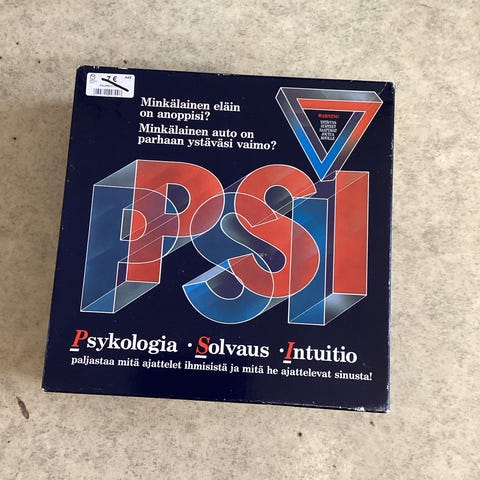 7 €
Minkälainen eläin
on anoppisi?
Minkälainen auto on
parhaan ystäväsi vaimo?
WARNING
PSI
Psykologia · Solvaus · Intuitio
paljastaa mitä ajattelet ihmisistä ja mitä he ajattelevat sinusta!